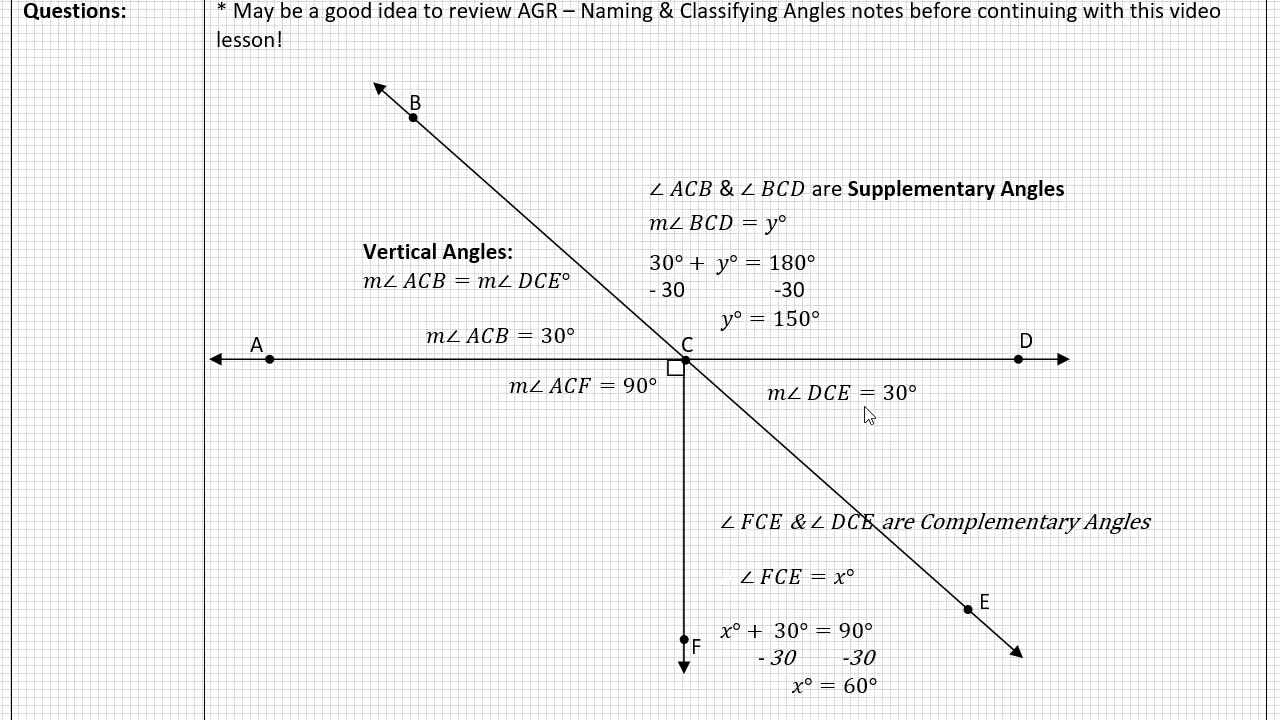 Questions:
* May be a good idea to review AGR – Naming & Classifying Angles notes before continuing with this video
lesson!
B
∠ ACB & ∠ BCD are Supplementary Angles
m∠ BCD = y°
Vertical Angles:
m∠ ACB = m∠ DCE°
30° + y° = 180°
- 30 -30
y° = 150°
m∠ ACB = 30°
A
C
D
m∠ ACF = 90°
m∠ DCE = 30°
∠ FCE & ∠ DCE are Complementary Angles
∠ FCE = x°
E
x° + 30° = 90°
F
- 30 -30
x° = 60°